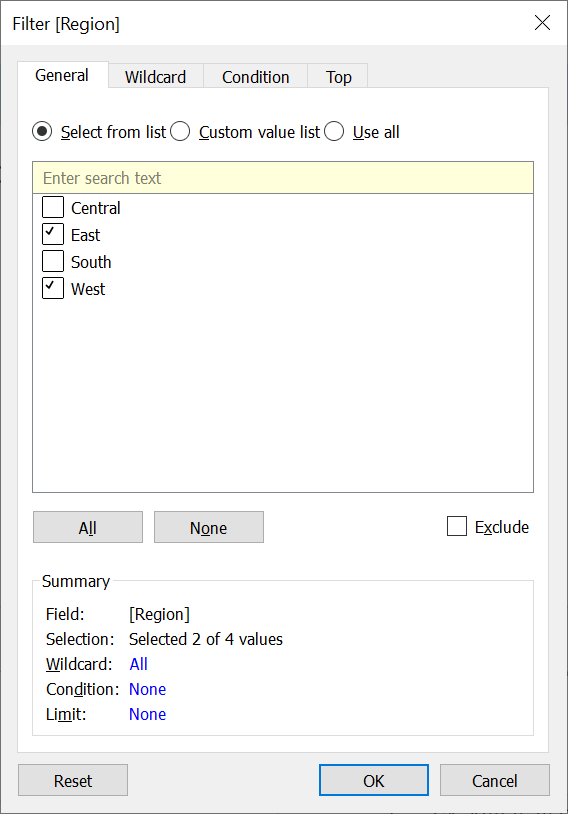 Filter [Region]
General Wildcard Condition Top
Select from list Custom value list Use all
Enter search text
Central
East
South
West
All None Exclude
Summary
Field: [Region]
Selection: Selected 2 of 4 values
Wildcard: All
Condition: None
Limit: None
Reset OK Cancel